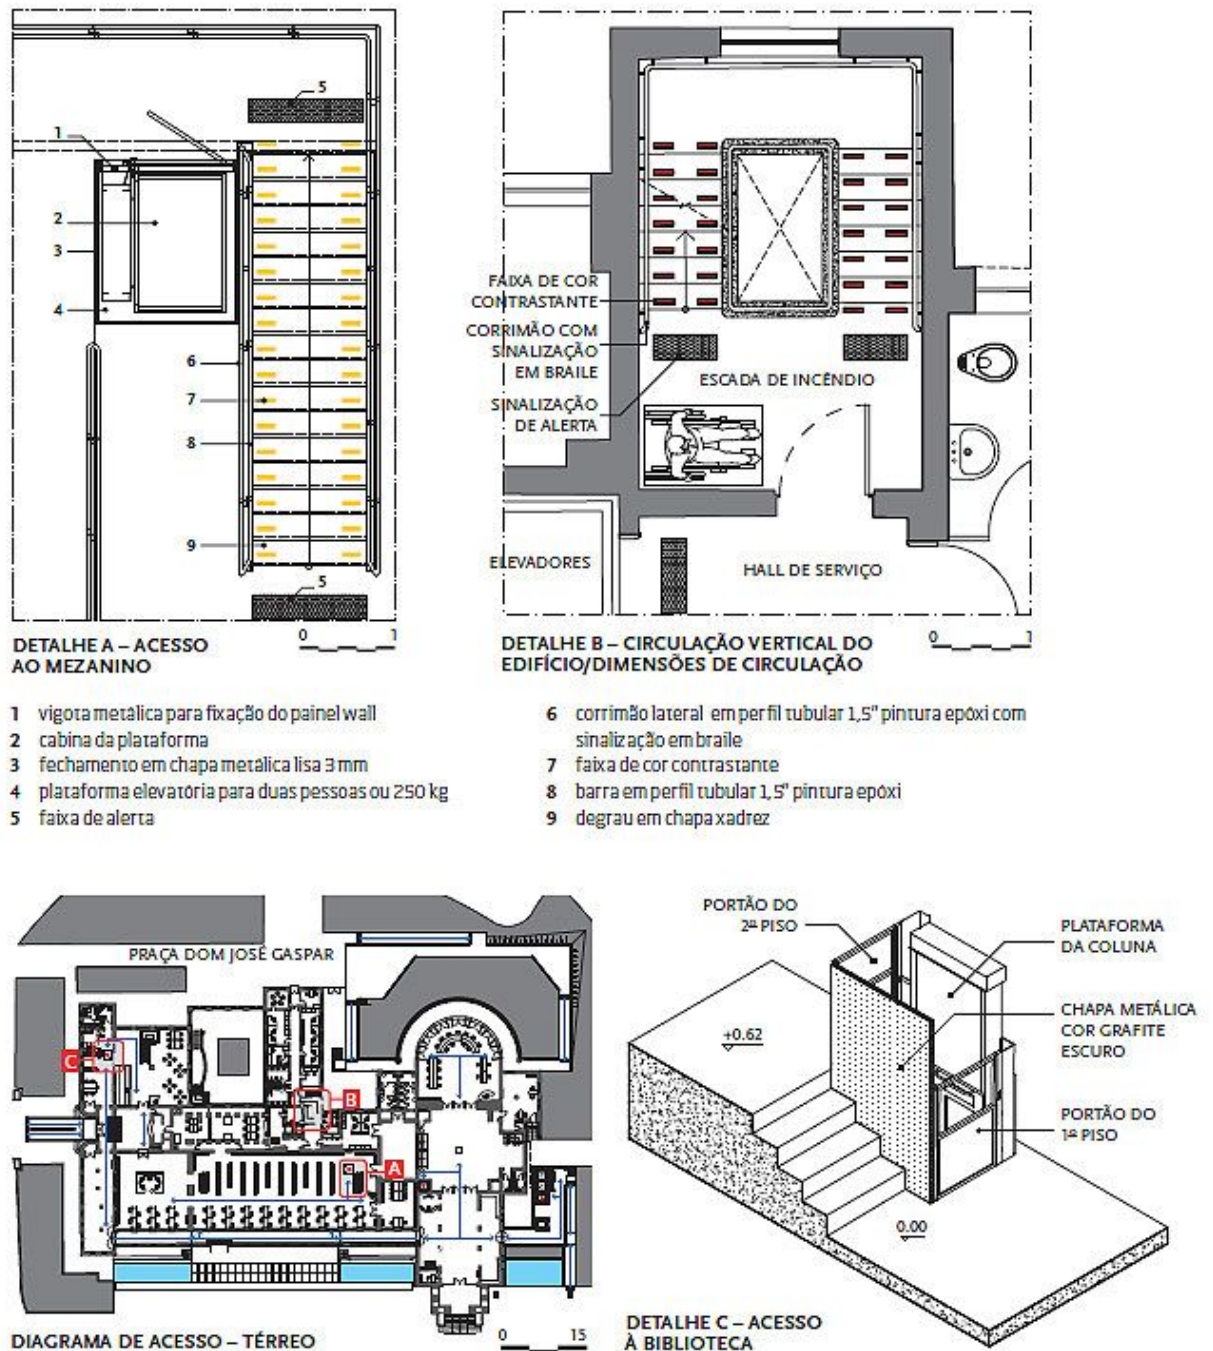 5
1
2
3
4
6
7
8
9
5
0 1
DETALHE A – ACESSO
AO MEZANINO
FAIXA DE COR
CONTRASTANTE
CORRIMÃO COM
SINALIZAÇÃO
EM BRAILE
SINALIZAÇÃO
DE ALERTA
ESCADA DE INCÊNDIO
ELEVADORES
HALL DE SERVIÇO
0 1
DETALHE B – CIRCULAÇÃO VERTICAL DO
EDIFÍCIO/DIMENSÕES DE CIRCULAÇÃO
1 vigota metálica para fixação do painel wall
2 cabina da plataforma
3 fechamento em chapa metálica lisa 3 mm
4 plataforma elevatória para duas pessoas ou 250 kg
5 faixa de alerta
6 corrimão lateral em perfil tubular 1,5" pintura epóxi com
sinalização em braile
7 faixa de cor contrastante
8 barra em perfil tubular 1,5" pintura epóxi
9 degrau em chapa xadrez
PRAÇA DOM JOSÉ GASPAR
C
B
A
0 15
DIAGRAMA DE ACESSO – TÉRREO
PORTÃO DO
2º PISO
PLATAFORMA
DA COLUNA
CHAPA METÁLICA
COR GRAFITE
ESCURO
+0.62
PORTÃO DO
1º PISO
0.00
DETALHE C – ACESSO
À BIBLIOTECA